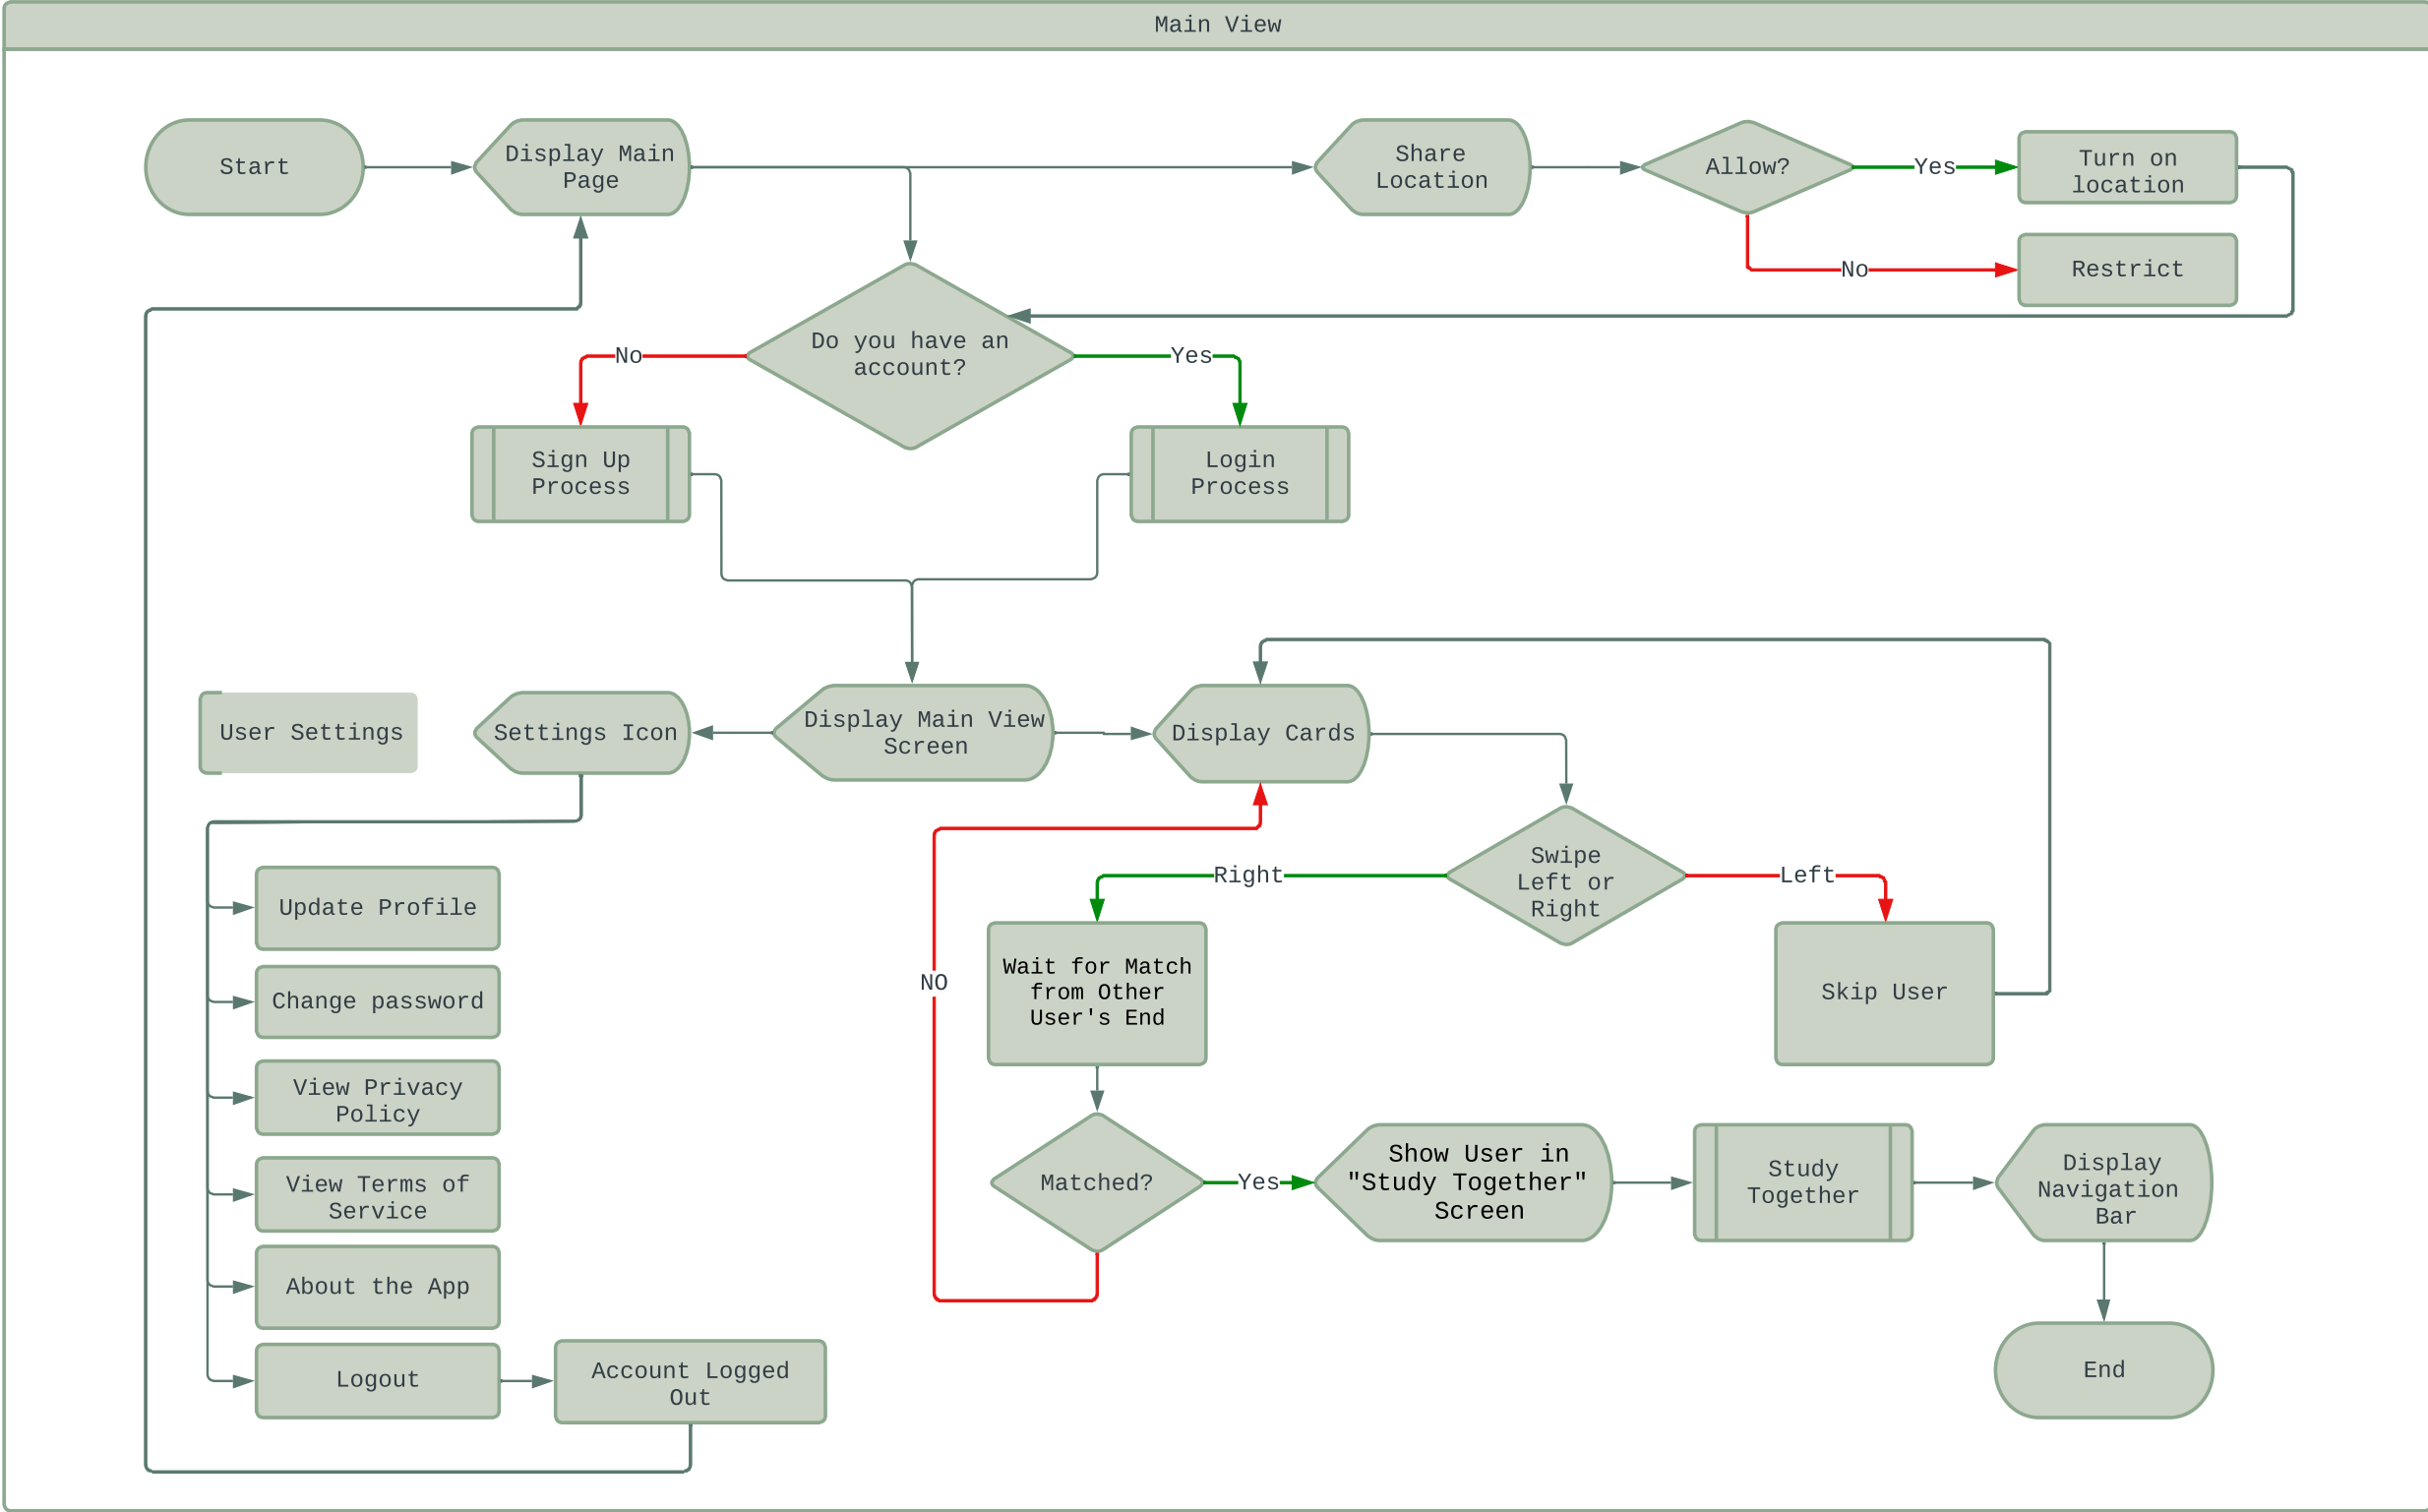 Main View
Start
Display Main
Page
Share
Location
Allow?
Yes
Turn on
location
No
Restrict
Do you have an
account?
No
Yes
Sign Up
Process
Login
Process
User Settings
Settings Icon
Display Main View
Screen
Display Cards
Swipe
Left or
Right
Right
Left
Update Profile
Wait for Match
from Other
User's End
Skip User
NO
Change password
View Privacy
Policy
View Terms of
Service
Matched?
Yes
Show User in
"Study Together"
Screen
Study
Together
Display
Navigation
Bar
About the App
Logout
Account Logged
Out
End